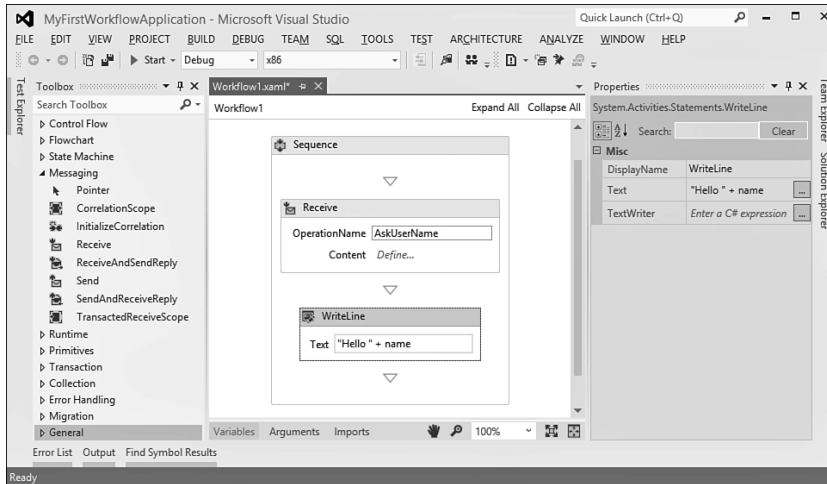 MyFirstWorkflowApplication - Microsoft Visual Studio
Quick Launch (Ctrl+Q)
FILE EDIT VIEW PROJECT BUILD DEBUG TEAM SQL TOOLS TEST ARCHITECTURE ANALYZE WINDOW HELP
Start Debug x86
Test Explorer
Toolbox
Search Toolbox
Control Flow
Flowchart
State Machine
Messaging
Pointer
CorrelationScope
InitializeCorrelation
Receive
ReceiveAndSendReply
Send
SendAndReceiveReply
TransactedReceiveScope
Runtime
Primitives
Transaction
Collection
Error Handling
Migration
General
Workflow1.xaml*
Workflow1 Expand All Collapse All
Sequence
Receive
OperationName AskUserName
Content Define...
WriteLine
Text "Hello " + name
Variables Arguments Imports 100%
Properties
System.Activities.Statements.WriteLine
Search: Clear
Misc
DisplayName WriteLine
Text "Hello " + name ...
TextWriter Enter a C# expression ...
Team Explorer
Solution Explorer
Error List Output Find Symbol Results
Ready